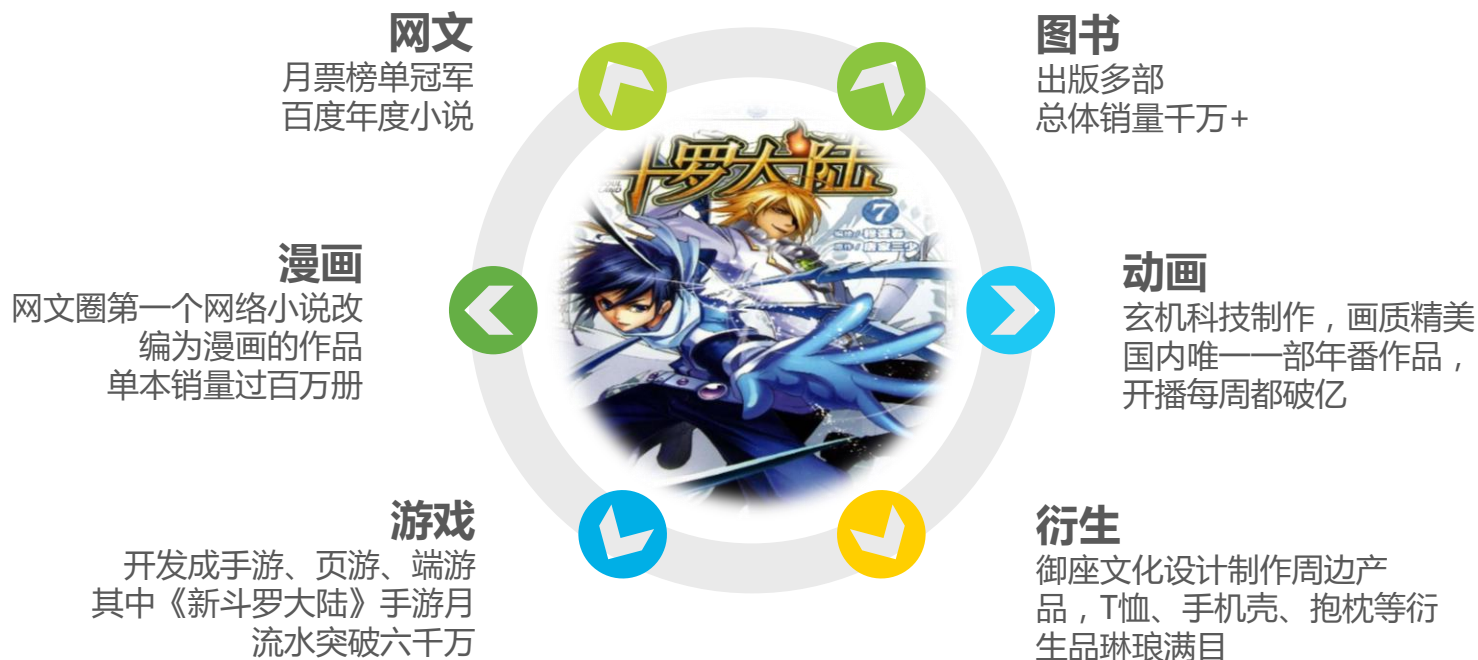 网文
月票榜单冠军
百度年度小说
图书
出版多部
总体销量千万+
漫画
网文圈第一个网络小说改
编为漫画的作品
单本销量过百万册
斗罗大陆
7
动画
玄机科技制作，画质精美
国内唯一一部年番作品，
开播每周都破亿
游戏
开发成手游、页游、端游
其中《新斗罗大陆》手游月
流水突破六千万
衍生
御座文化设计制作周边产
品，T恤、手机壳、抱枕等衍
生品琳琅满目